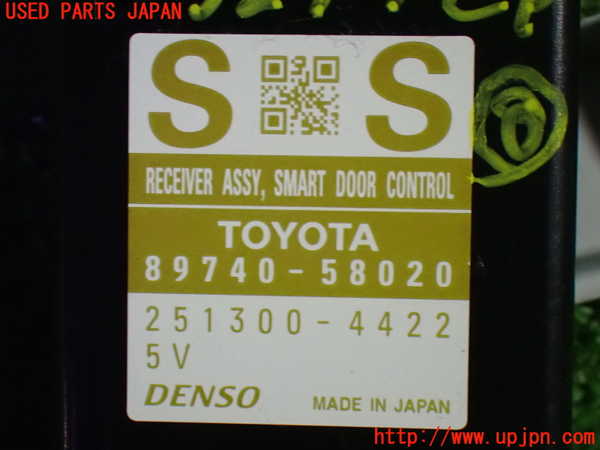 USED PARTS JAPAN
S S
RECEIVER ASSY, SMART DOOR CONTROL
TOYOTA
89740-58020
251300-4422
5V
DENSO MADE IN JAPAN
http://www.upjpn.com/